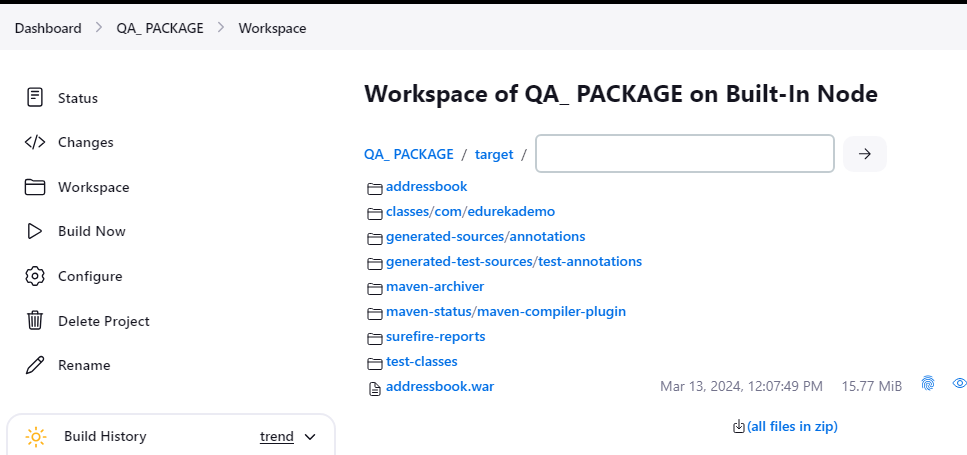 Dashboard > QA_ PACKAGE > Workspace
Status
Changes
Workspace
Build Now
Configure
Delete Project
Rename
Build History trend
Workspace of QA_ PACKAGE on Built-In Node
QA_ PACKAGE / target /
addressbook
classes/com/edurekademo
generated-sources/annotations
generated-test-sources/test-annotations
maven-archiver
maven-status/maven-compiler-plugin
surefire-reports
test-classes
addressbook.war Mar 13, 2024, 12:07:49 PM 15.77 MiB
(all files in zip)